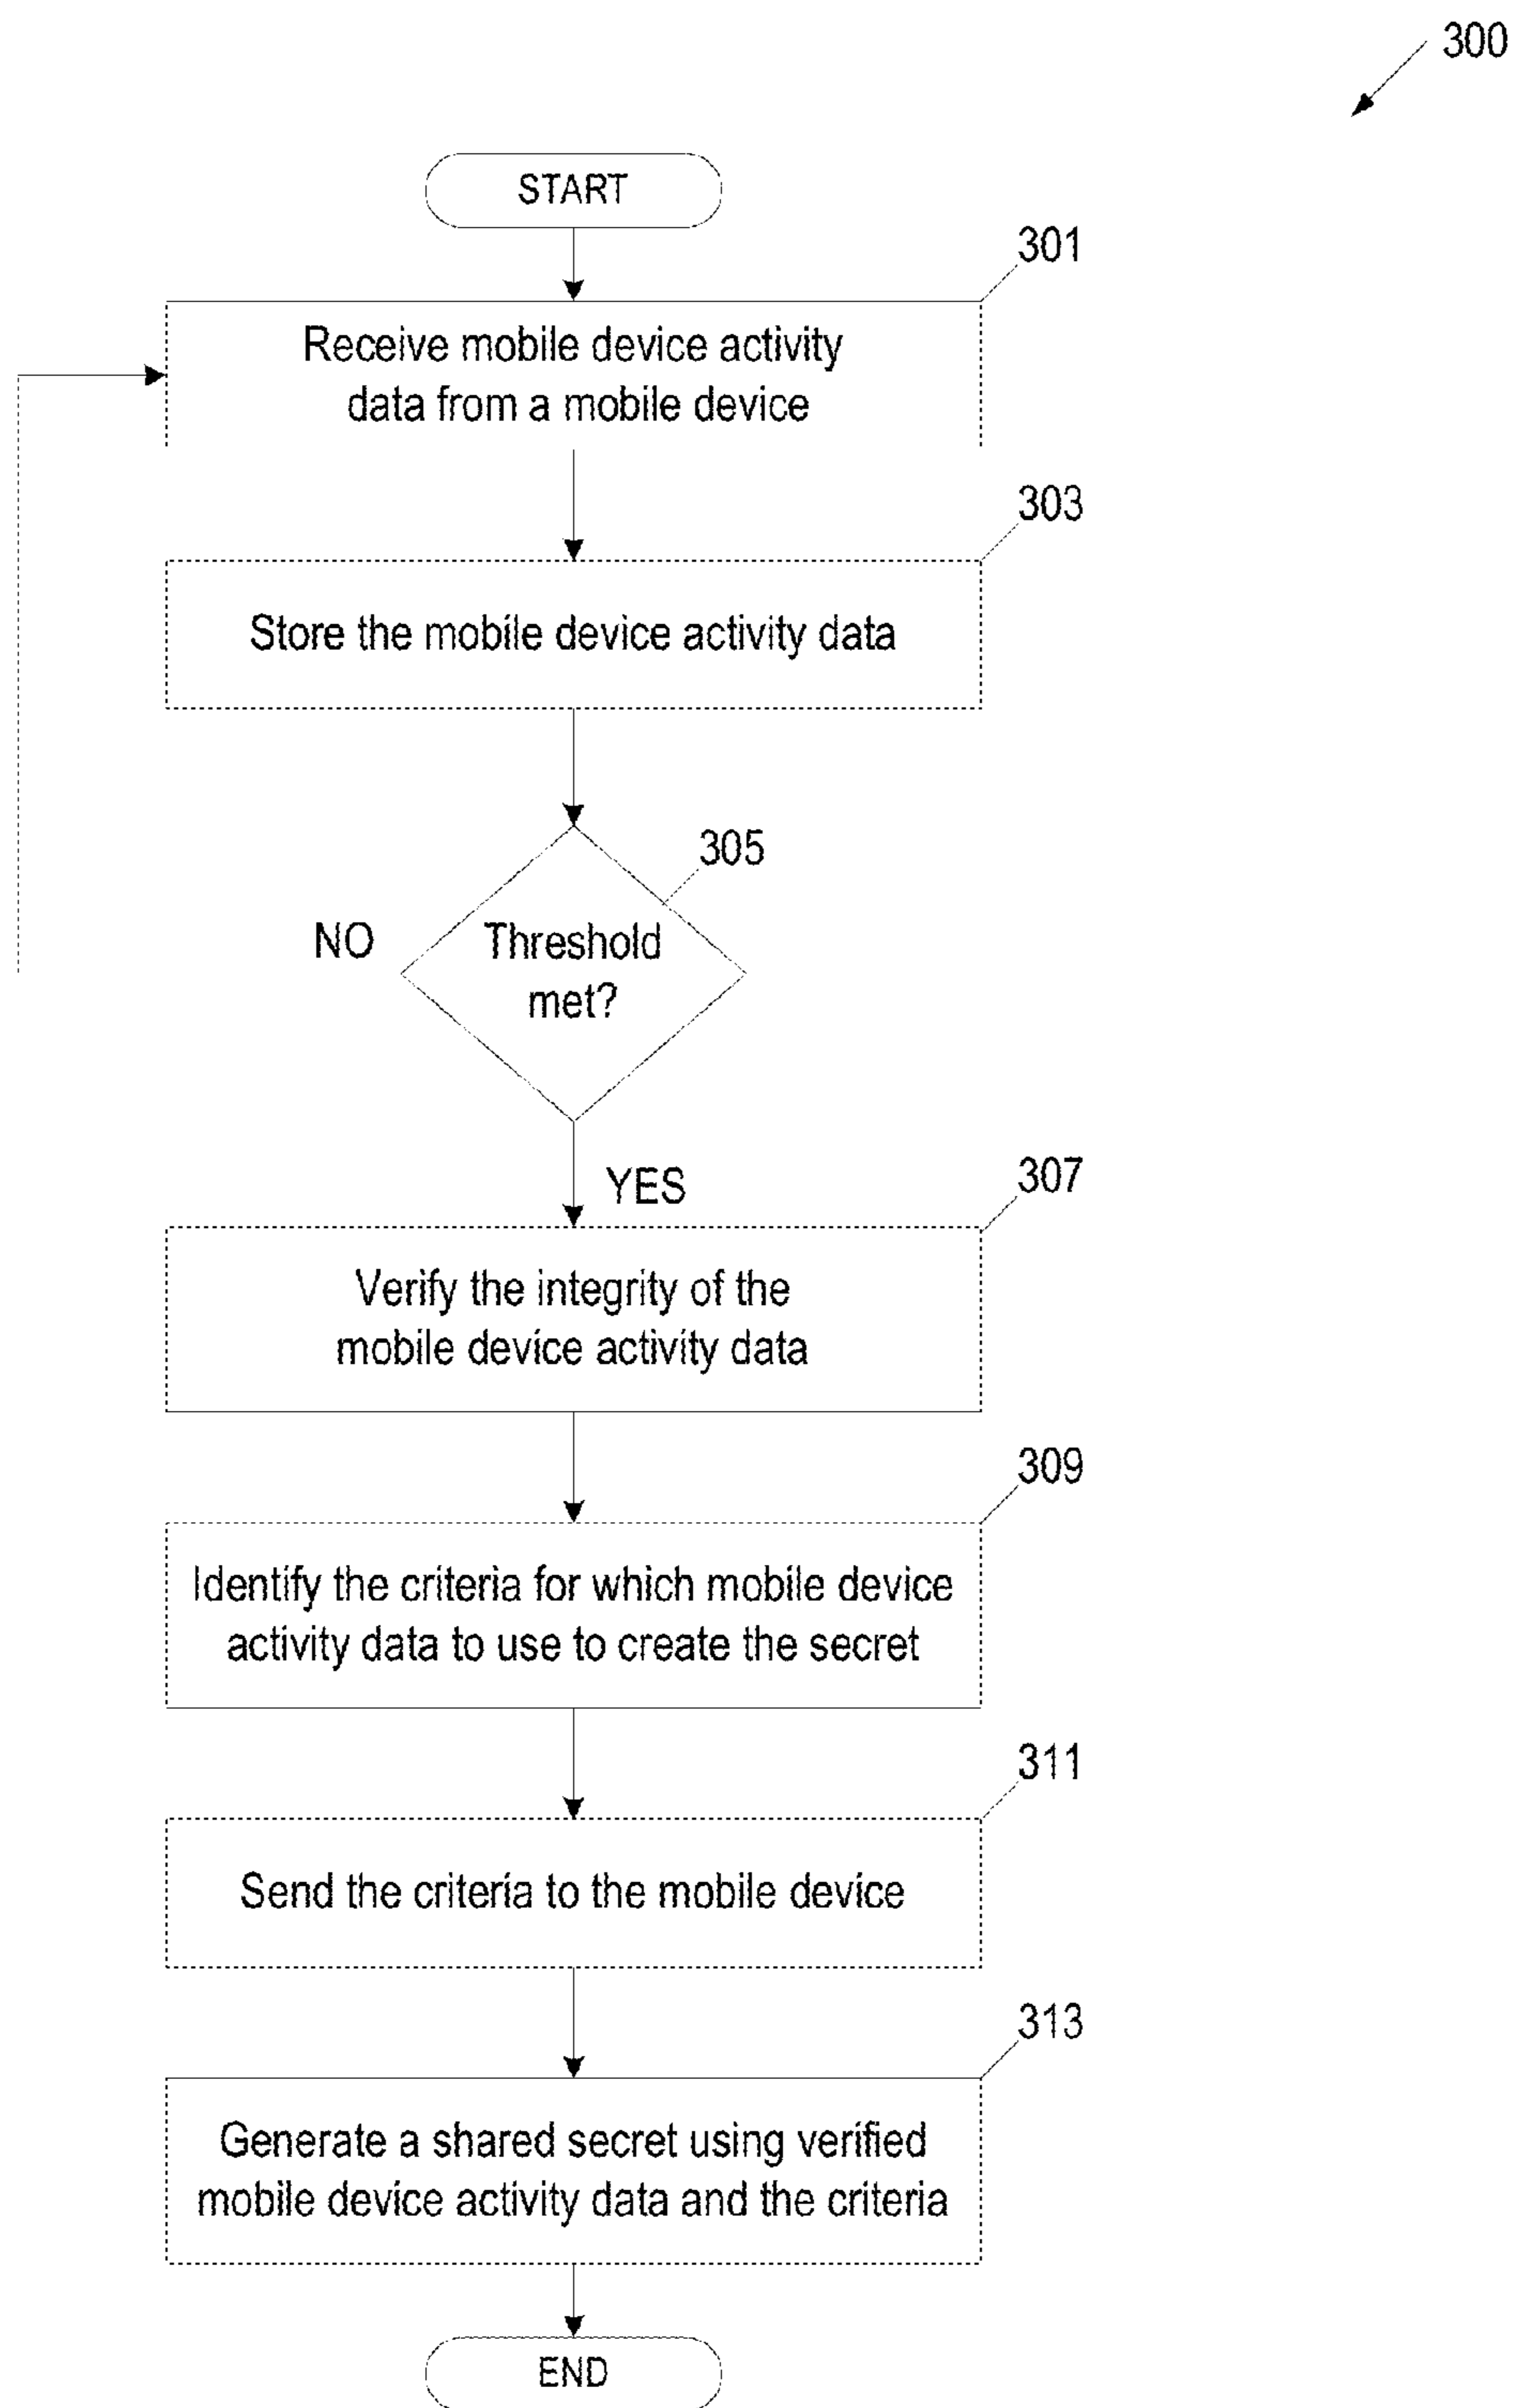 300
START
301
Receive mobile device activity
data from a mobile device
303
Store the mobile device activity data
305
NO
Threshold
met?
YES
307
Verify the integrity of the
mobile device activity data
309
Identify the criteria for which mobile device
activity data to use to create the secret
311
Send the criteria to the mobile device
313
Generate a shared secret using verified
mobile device activity data and the criteria
END